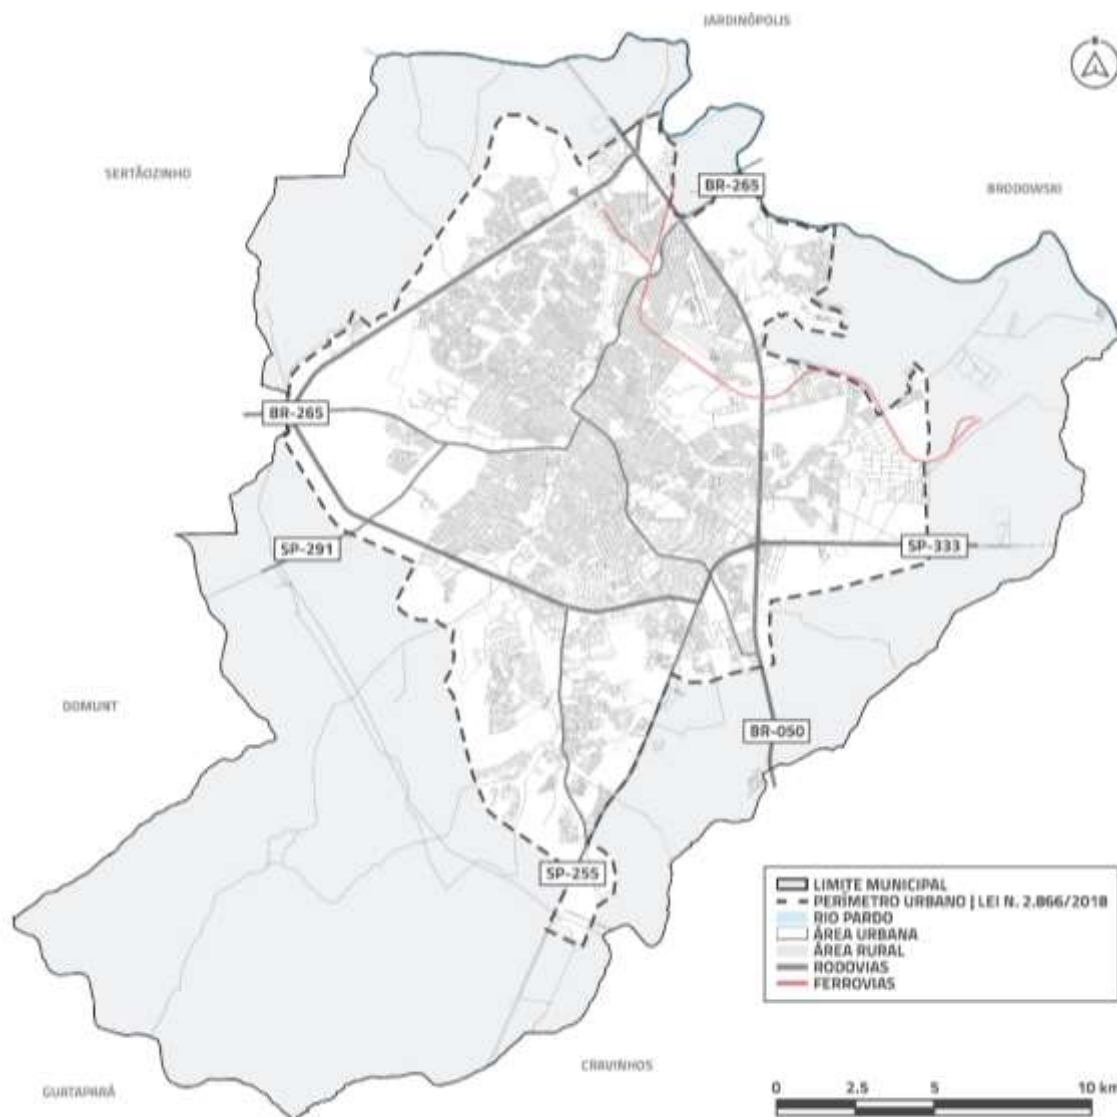 JARDINÓPOLIS
SERTÃOZINHO
BR-265
BRODOWSKI
BR-265
SP-291
SP-333
DOMUNT
BR-050
SP-255
LIMITE MUNICIPAL
PERÍMETRO URBANO | LEI N. 2.866/2018
RIO PARDO
ÁREA URBANA
ÁREA RURAL
RODOVIAS
FERROVIAS
CRAVINHOS
GUATAPARÁ
0 2.5 5 10 km